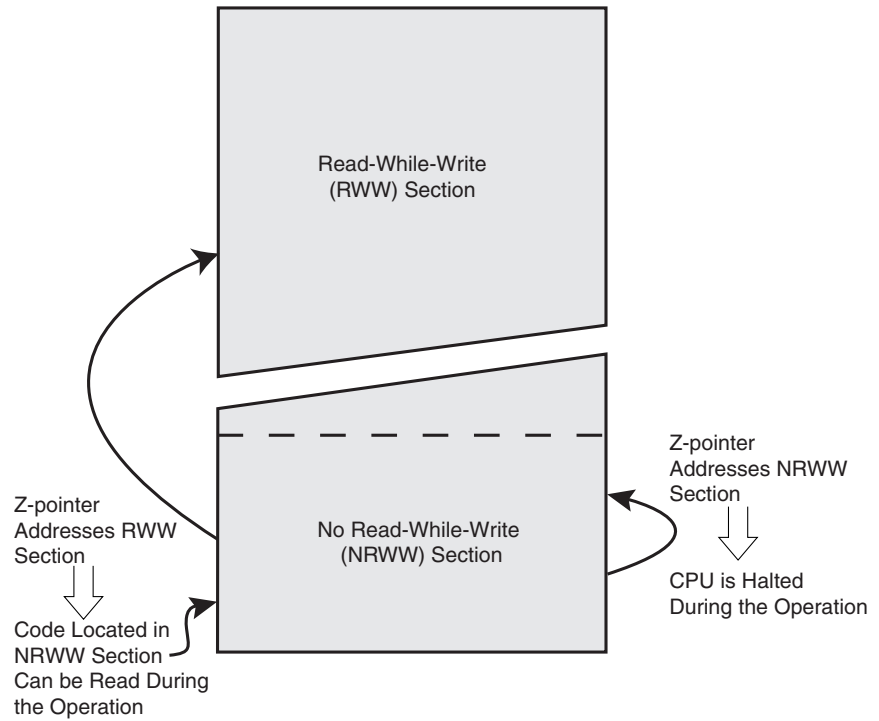 Read-While-Write
(RWW) Section
Z-pointer
Addresses NRWW
Section
Z-pointer
Addresses RWW
Section
No Read-While-Write
(NRWW) Section
CPU is Halted
During the Operation
Code Located in
NRWW Section
Can be Read During
the Operation